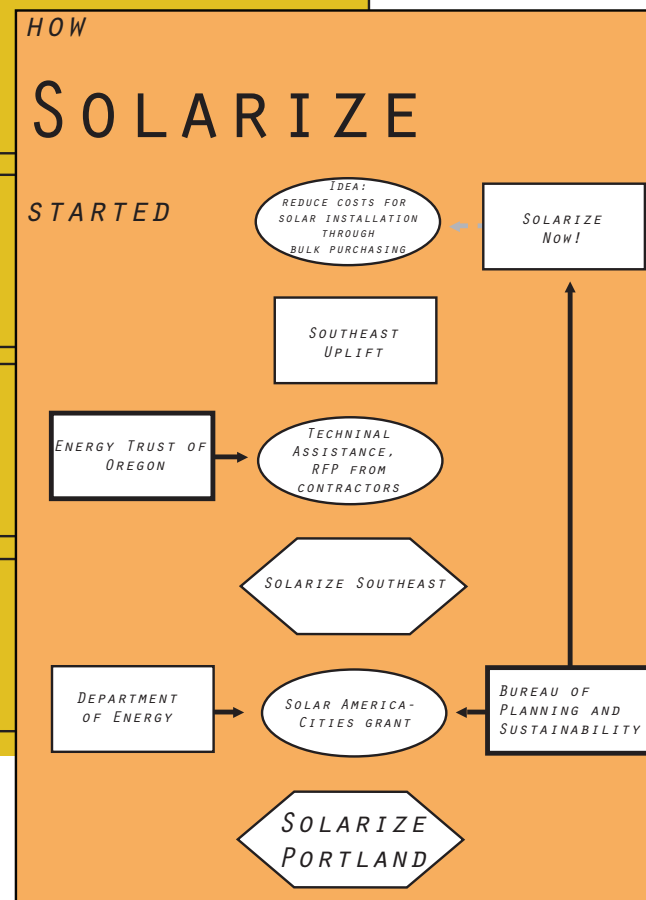 HOW
SOLARIZE
STARTED
IDEA:
REDUCE COSTS FOR
SOLAR INSTALLATION
THROUGH
BULK PURCHASING
SOLARIZE
NOW!
SOUTHEAST
UPLIFT
ENERGY TRUST OF
OREGON
TECHNINAL
ASSISTANCE,
RFP FROM
CONTRACTORS
SOLARIZE SOUTHEAST
DEPARTMENT
OF ENERGY
SOLAR AMERICA-
CITIES GRANT
BUREAU OF
PLANNING AND
SUSTAINABILITY
SOLARIZE
PORTLAND